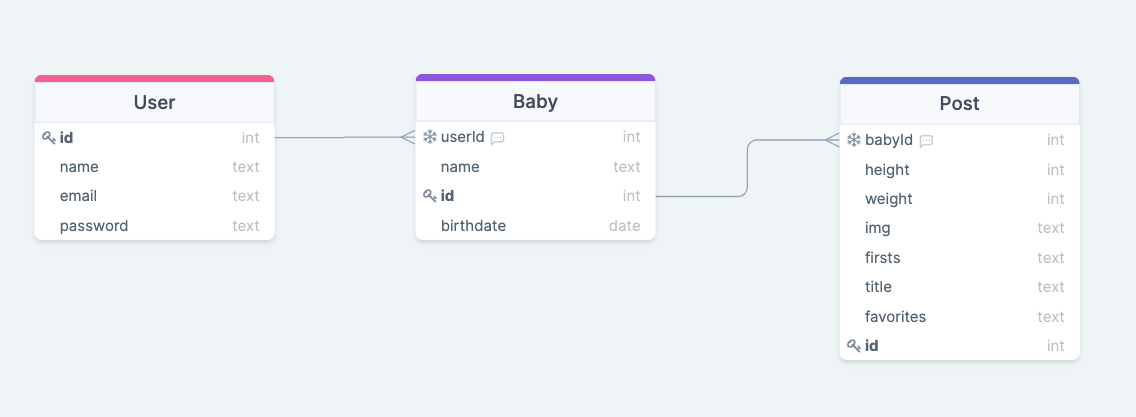 User
id int
name text
email text
password text
Baby
userId int
name text
id int
birthdate date
Post
babyId int
height int
weight int
img text
firsts text
title text
favorites text
id int